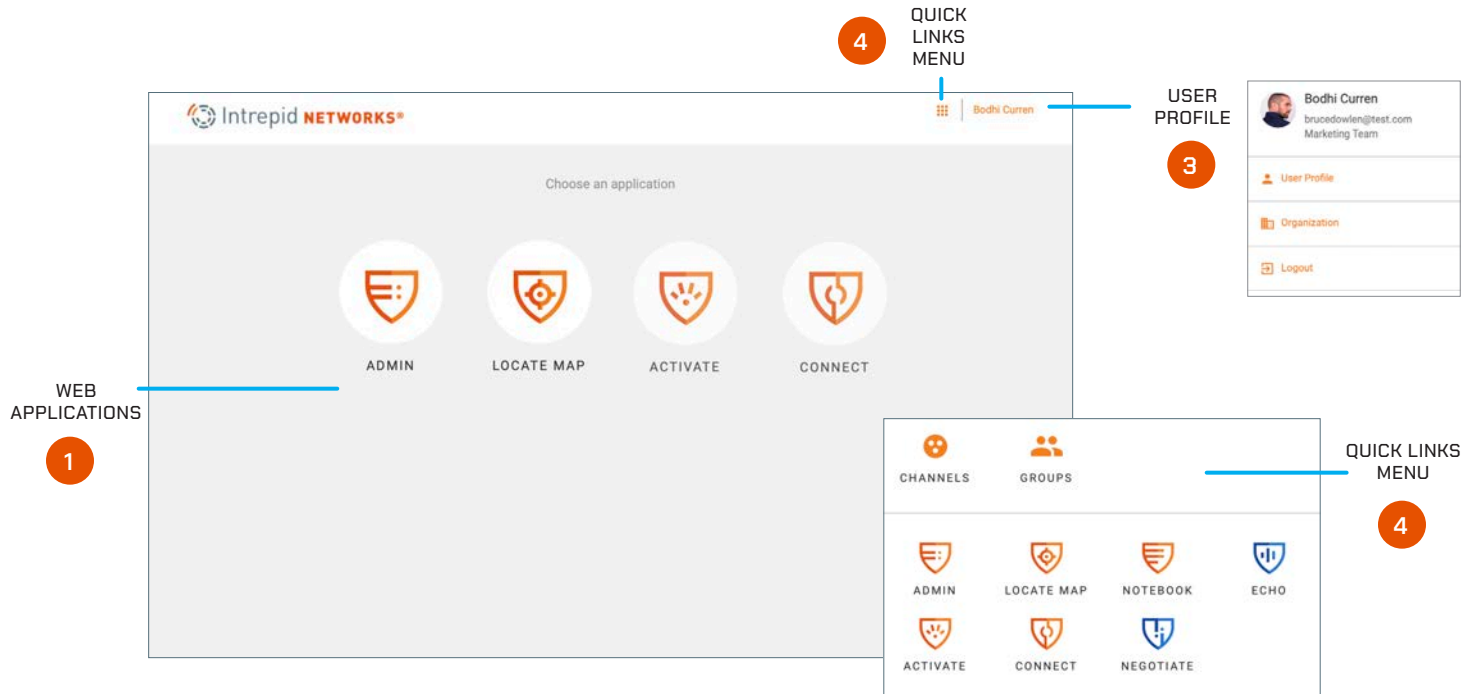 4
QUICK
LINKS
MENU
Intrepid NETWORKS®
Bodhi Curren
USER
PROFILE
3
Bodhi Curren
brucedowlen@test.com
Marketing Team
User Profile
Organization
Logout
Choose an application
ADMIN LOCATE MAP ACTIVATE CONNECT
WEB
APPLICATIONS
1
CHANNELS GROUPS
QUICK LINKS
MENU
4
ADMIN LOCATE MAP NOTEBOOK ECHO
ACTIVATE CONNECT NEGOTIATE